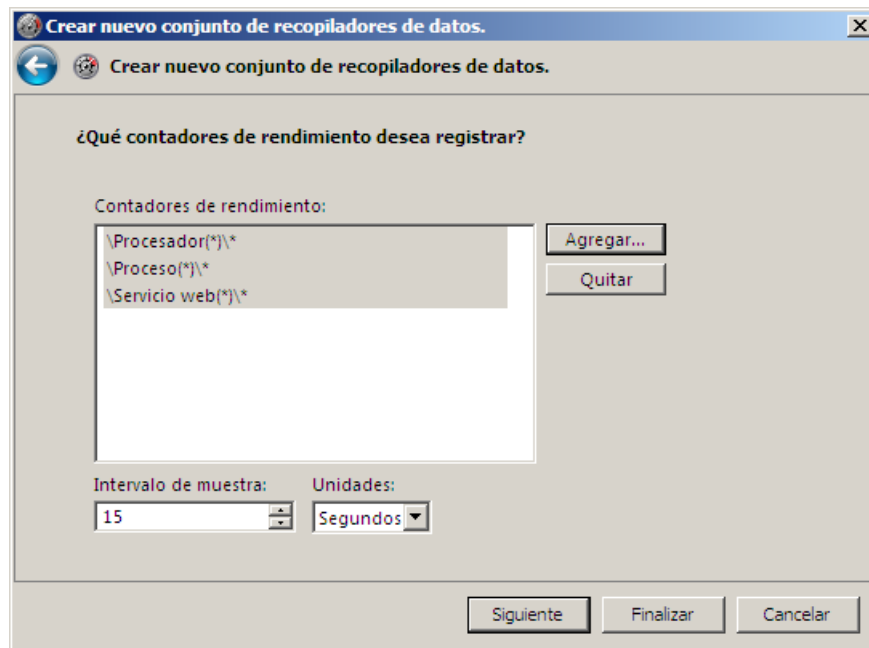 Crear nuevo conjunto de recopiladores de datos.
Crear nuevo conjunto de recopiladores de datos.
¿Qué contadores de rendimiento desea registrar?
Contadores de rendimiento:
\Procesador(*)\*
\Proceso(*)\*
\Servicio web(*)\*
Agregar...
Quitar
Intervalo de muestra: Unidades:
15 Segundos
Siguiente Finalizar Cancelar